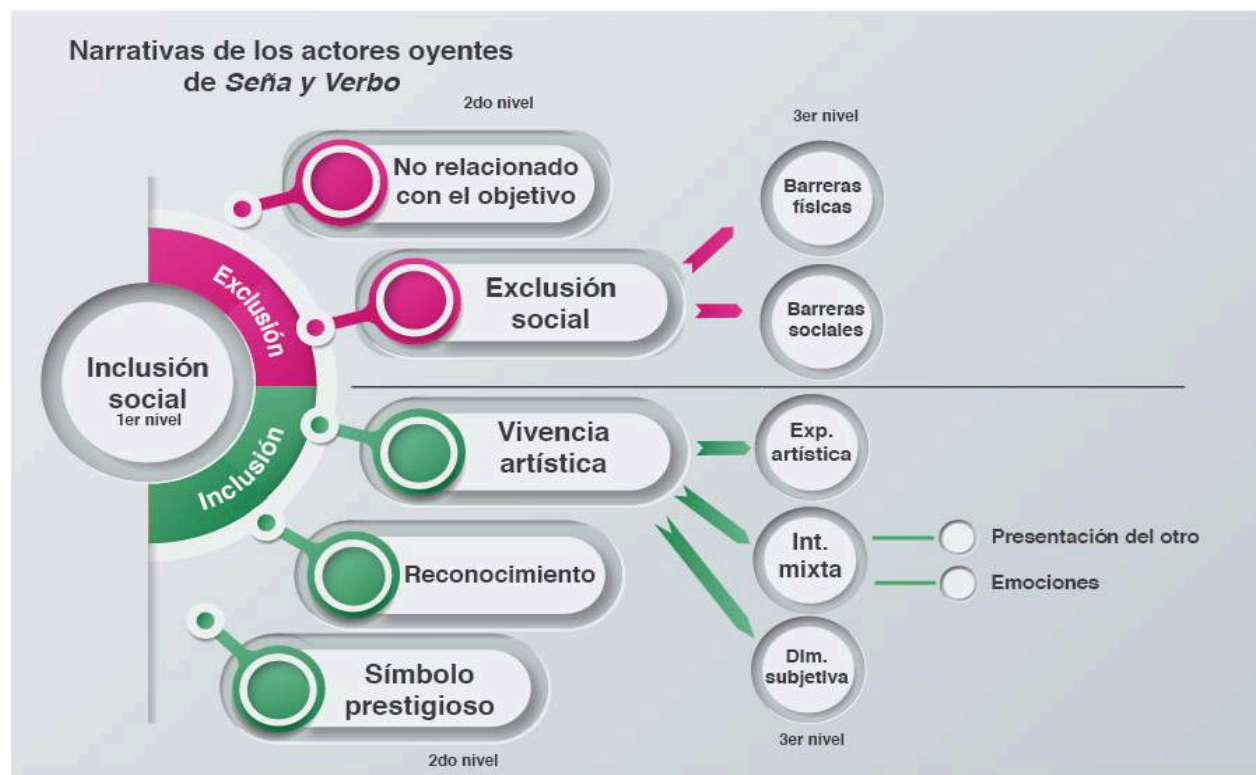 Narrativas de los actores oyentes
de Seña y Verbo
2do nivel
3er nivel
No relacionado
con el objetivo
Barreras
físicas
Exclusión
Exclusión
social
Barreras
sociales
Inclusión
social
1er nivel
Inclusión
Vivencia
artística
Exp.
artística
Int.
mixta
Presentación del otro
Emociones
Reconocimiento
Dim.
subjetiva
Símbolo
prestigioso
3er nivel
2do nivel